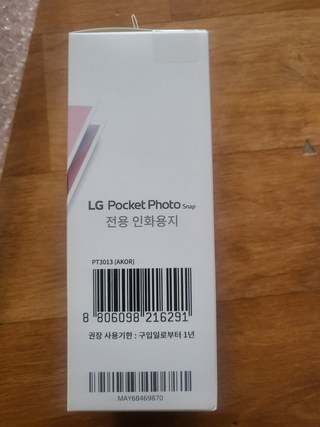 LG Pocket Photo Snap
전용 인화용지
PT3013 (AKOR)
8 806098 216291
권장 사용기한 : 구입일로부터 1년
MAY68469870